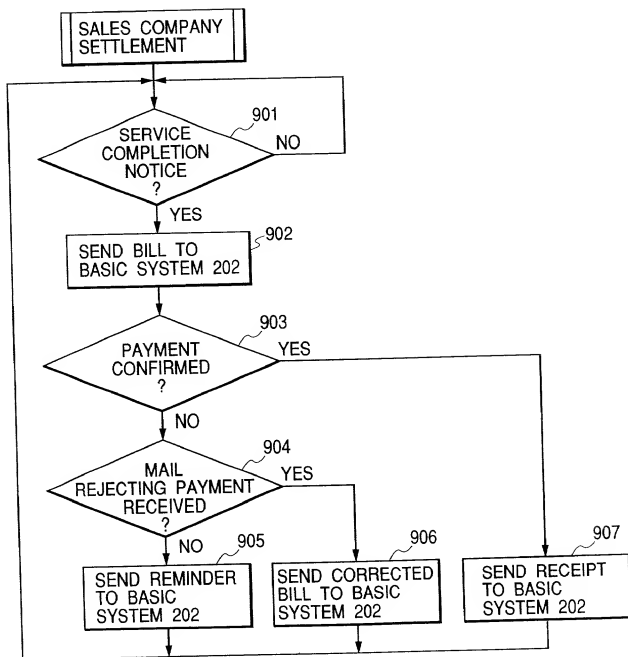 SALES COMPANY
SETTLEMENT
901
SERVICE
COMPLETION
NOTICE
?
NO
YES
902
SEND BILL TO
BASIC SYSTEM 202
903
PAYMENT
CONFIRMED
?
YES
NO
904
MAIL
REJECTING PAYMENT
RECEIVED
?
YES
NO
905
SEND REMINDER
TO BASIC
SYSTEM 202
906
SEND CORRECTED
BILL TO BASIC
SYSTEM 202
907
SEND RECEIPT
TO BASIC
SYSTEM 202